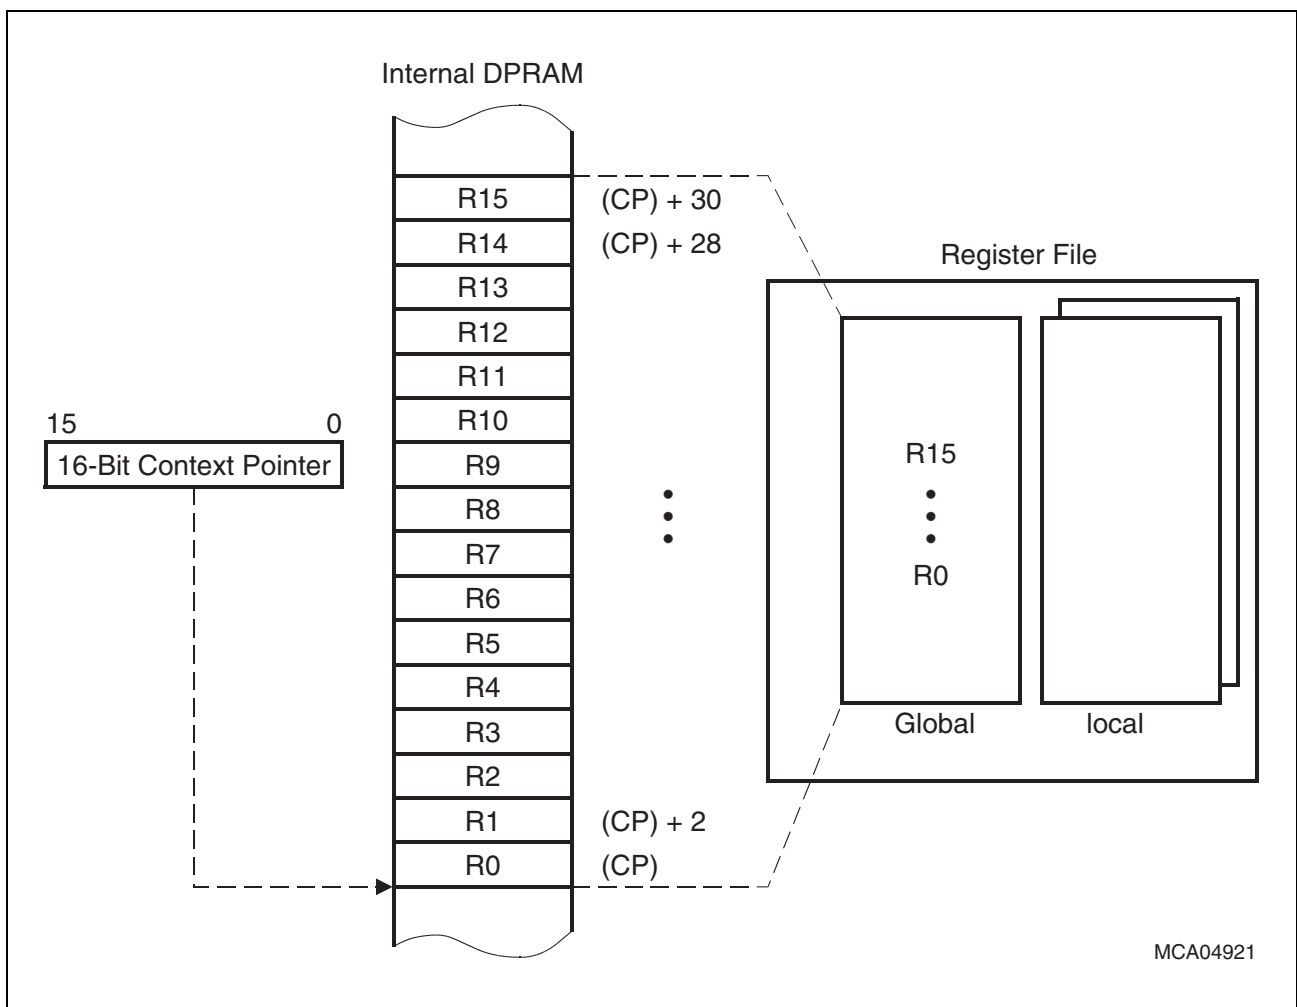 Internal DPRAM
R15
(CP) + 30
R14
(CP) + 28
R13
R12
R11
R10
R9
R8
R7
R6
R5
R4
R3
R2
R1
(CP) + 2
R0
(CP)
15 0
16-Bit Context Pointer
Register File
R15
R0
Global
local
MCA04921